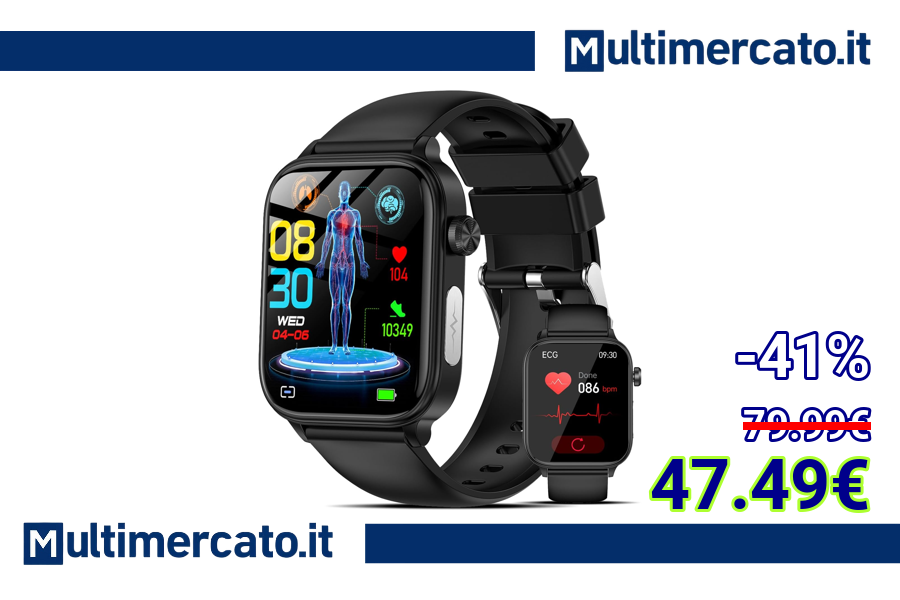 Multimercato.it
08
30
WED
04-06
104
10349
ECG 09:30
Done
086 bpm
-41%
79.99€
47.49€
Multimercato.it